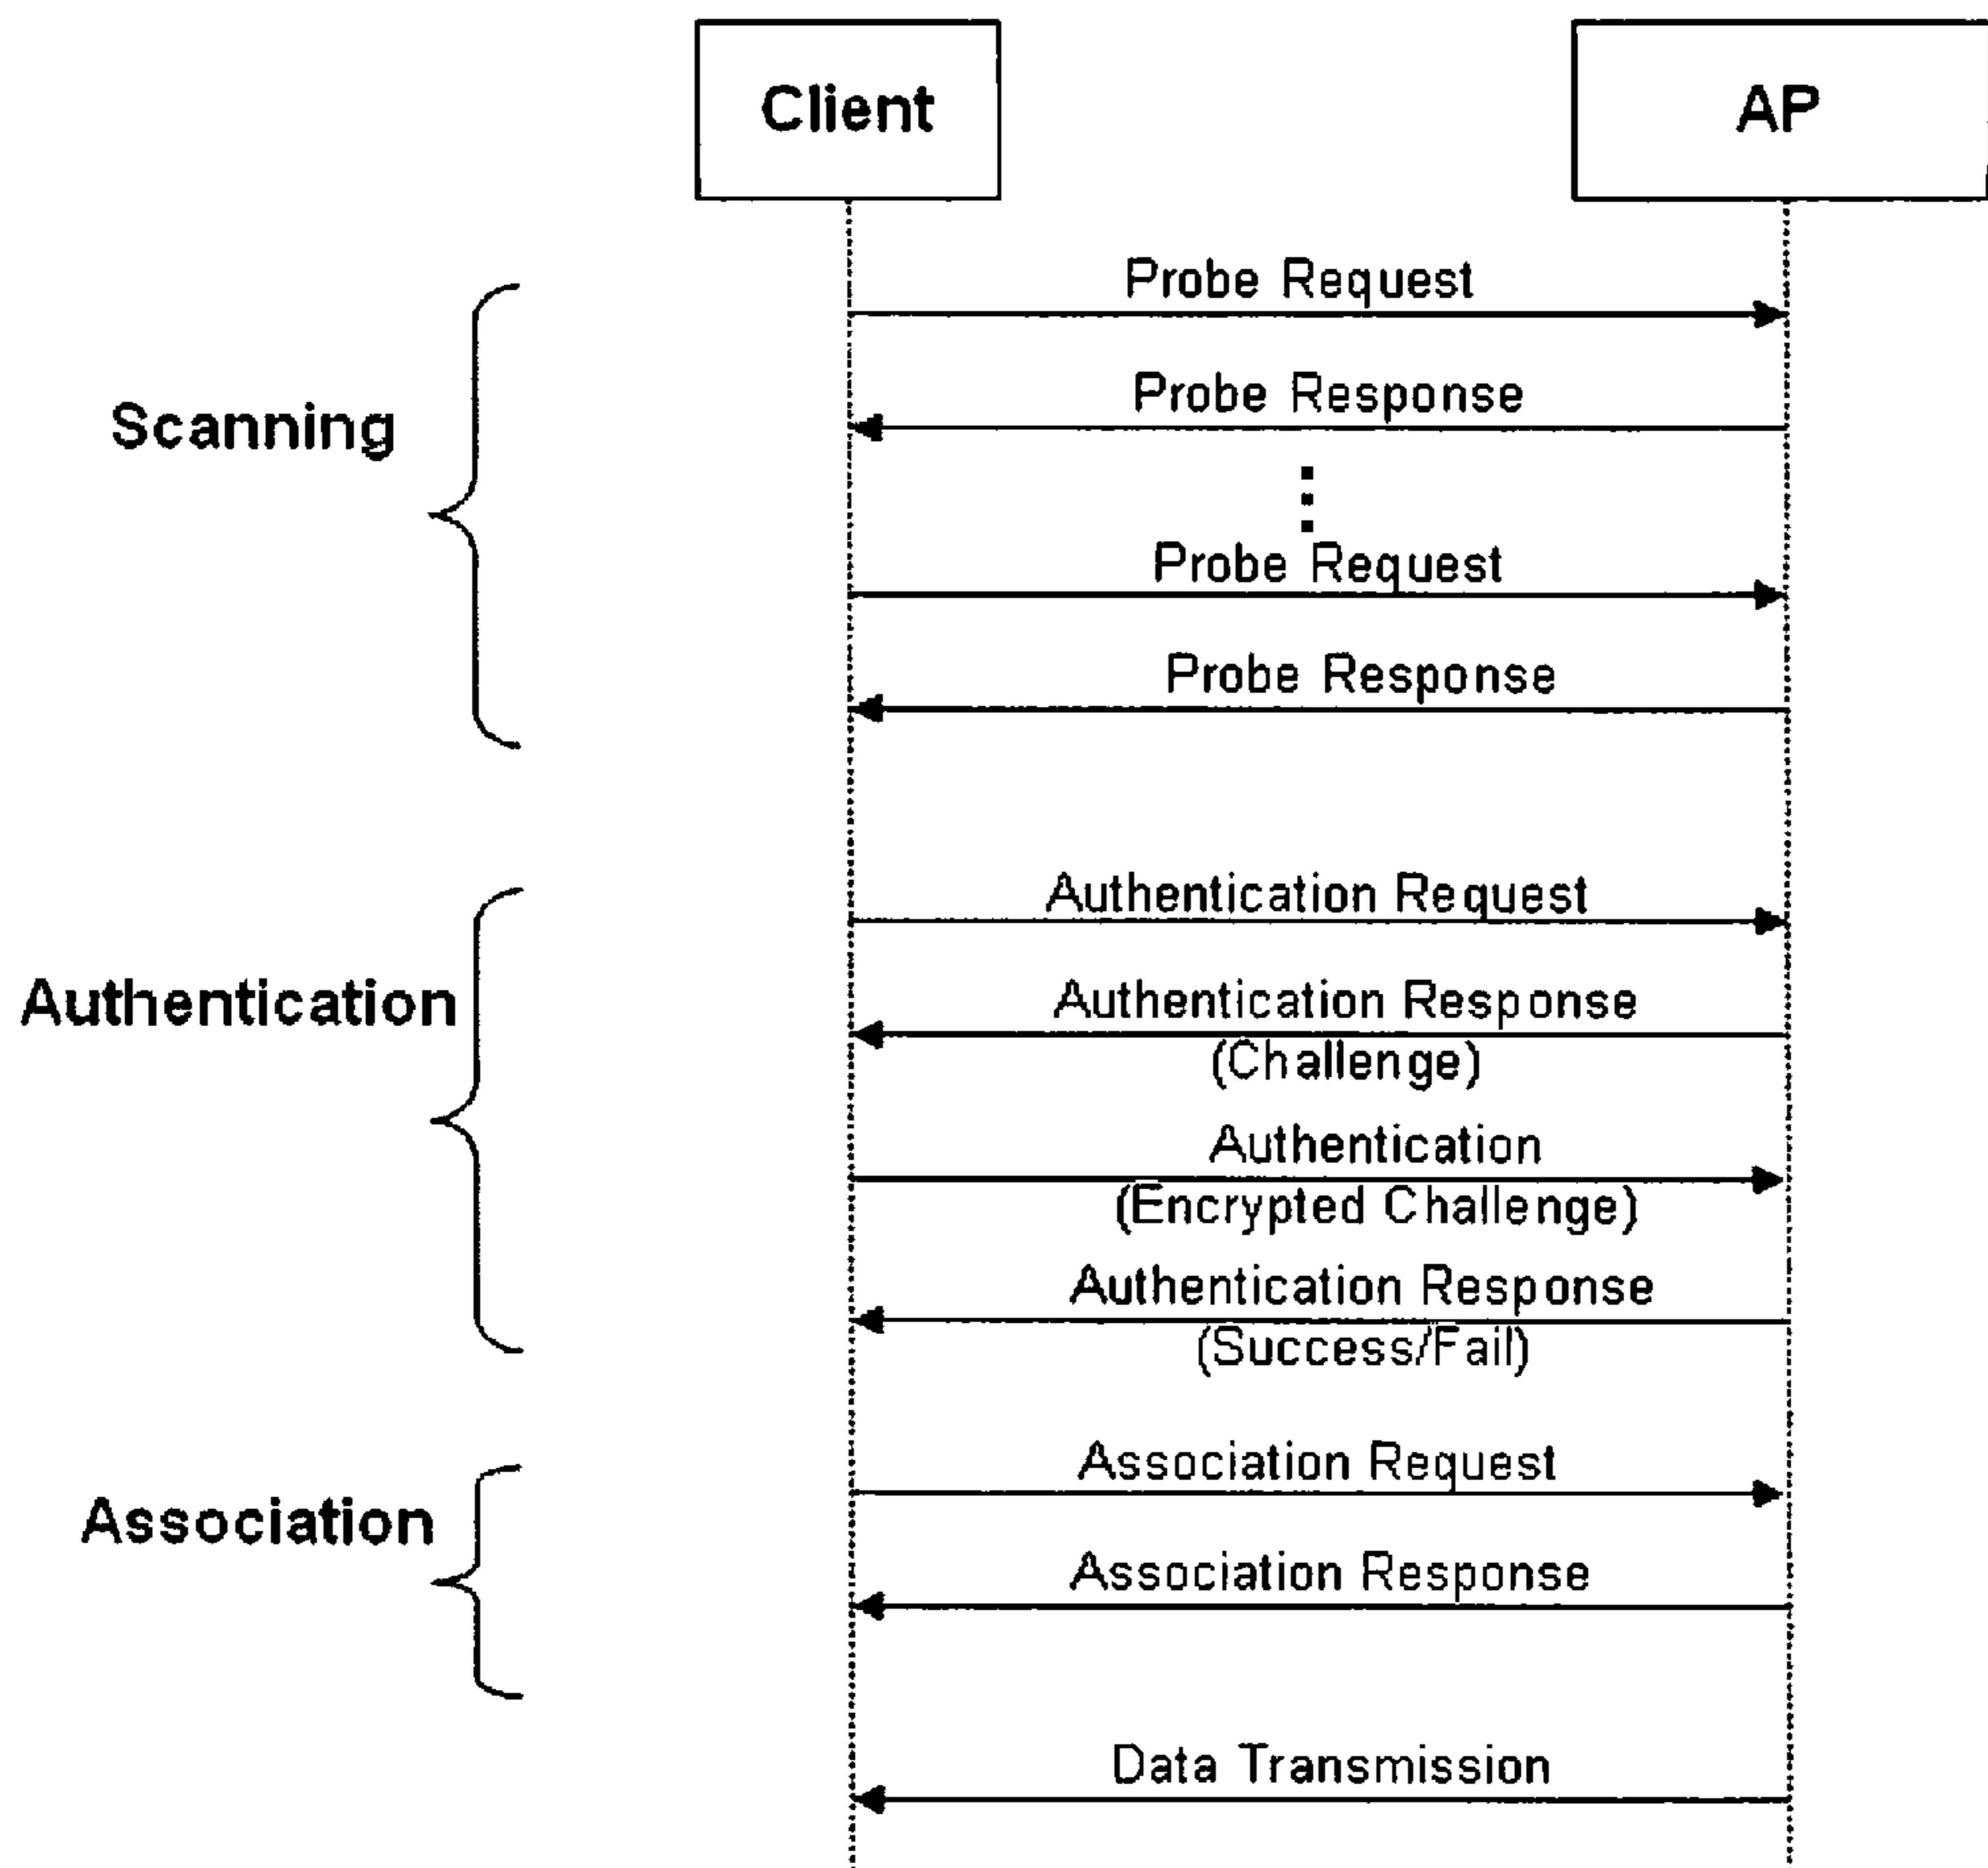 Client
AP
Probe Request
Probe Response
Scanning
Probe Request
Probe Response
Authentication Request
Authentication
Authentication Response
(Challenge)
Authentication
(Encrypted Challenge)
Authentication Response
(Success/Fail)
Association Request
Association
Association Response
Data Transmission